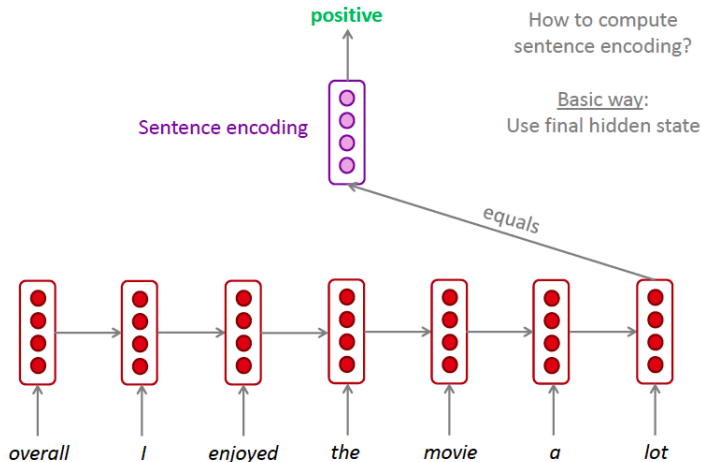 positive
How to compute
sentence encoding?
Basic way:
Use final hidden state
Sentence encoding
equals
overall I enjoyed the movie a lot